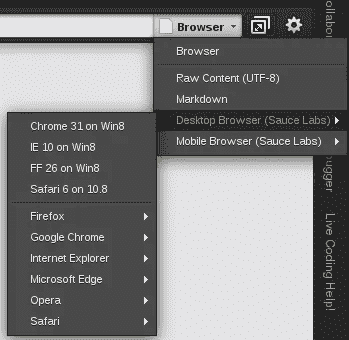 Browser
Browser
Raw Content (UTF-8)
Markdown
Desktop Browser (Sauce Labs)
Mobile Browser (Sauce Labs)
Chrome 31 on Win8
IE 10 on Win8
FF 26 on Win8
Safari 6 on 10.8
Firefox
Google Chrome
Internet Explorer
Microsoft Edge
Opera
Safari
Live Coding Help!